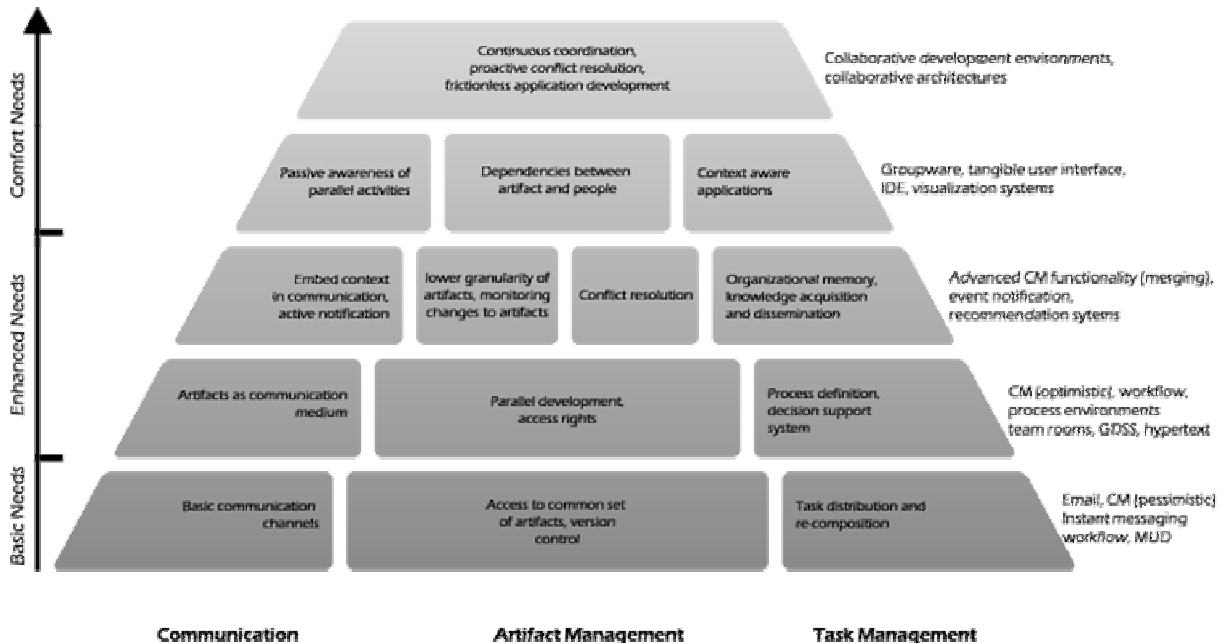 Continuous coordination,
proactive conflict resolution,
frictionless application development
Collaborative development environments,
collaborative architectures
Comfort Needs
Passive awareness of
parallel activities
Dependencies between
artifact and people
Context aware
applications
Groupware, tangible user interface,
IDE, visualization systems
Embed context
in communication,
active notification
lower granularity of
artifacts, monitoring
changes to artifacts
Conflict resolution
Organizational memory,
knowledge acquisition
and dissemination
Advanced CM functionality (merging),
event notification,
recommendation sytems
Enhanced Needs
Artifacts as communication
medium
Parallel development,
access rights
Process definition,
decision support
system
CM (optimistic), workflow,
process environments
team rooms, GDSS, hypertext
Basic Needs
Basic communication
channels
Access to common set
of artifacts, version
control
Task distribution and
re-composition
Email, CM (pessimistic)
Instant messaging
workflow, MUD
Communication
Artifact Management
Task Management